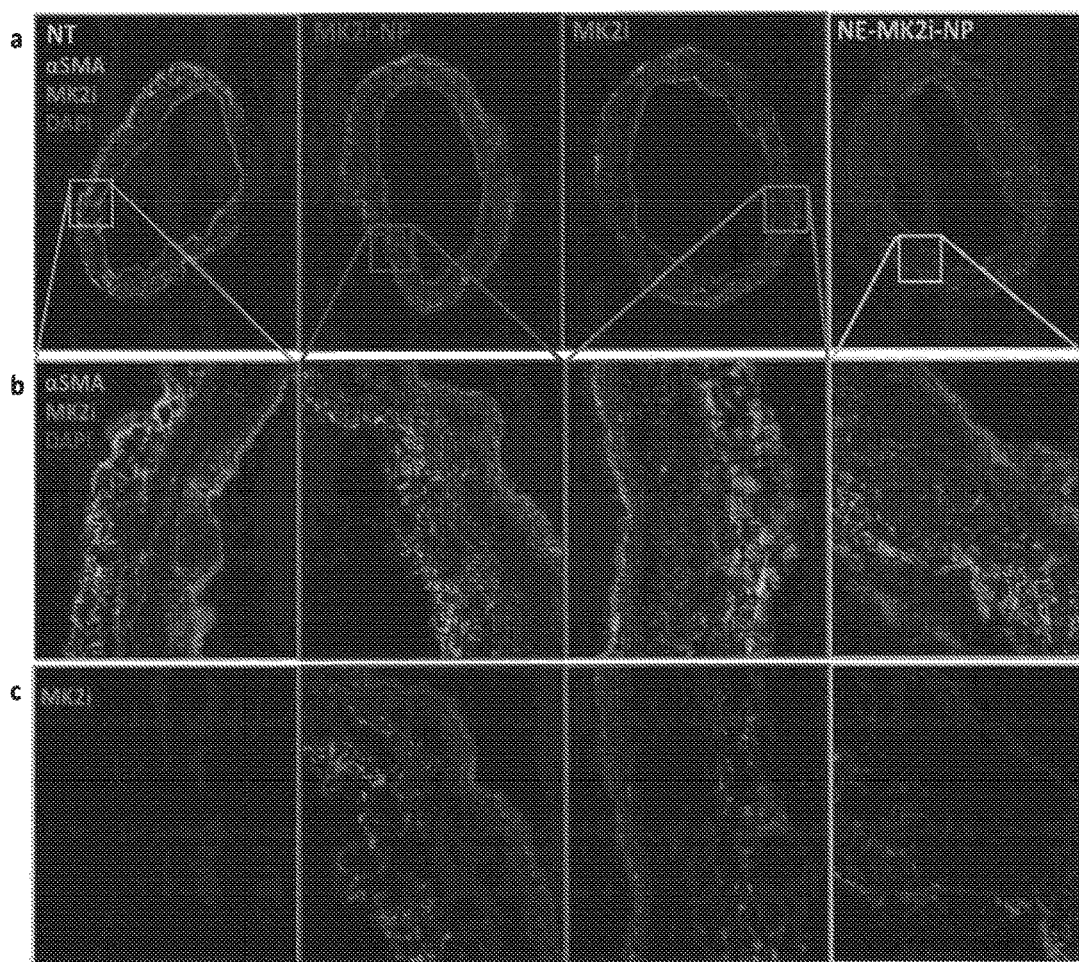 a
NT
αSMA
MK2i
DAPI
MK2i-NP
MK2i
NE-MK2i-NP
b
αSMA
MK2i
DAPI
c
MK2i